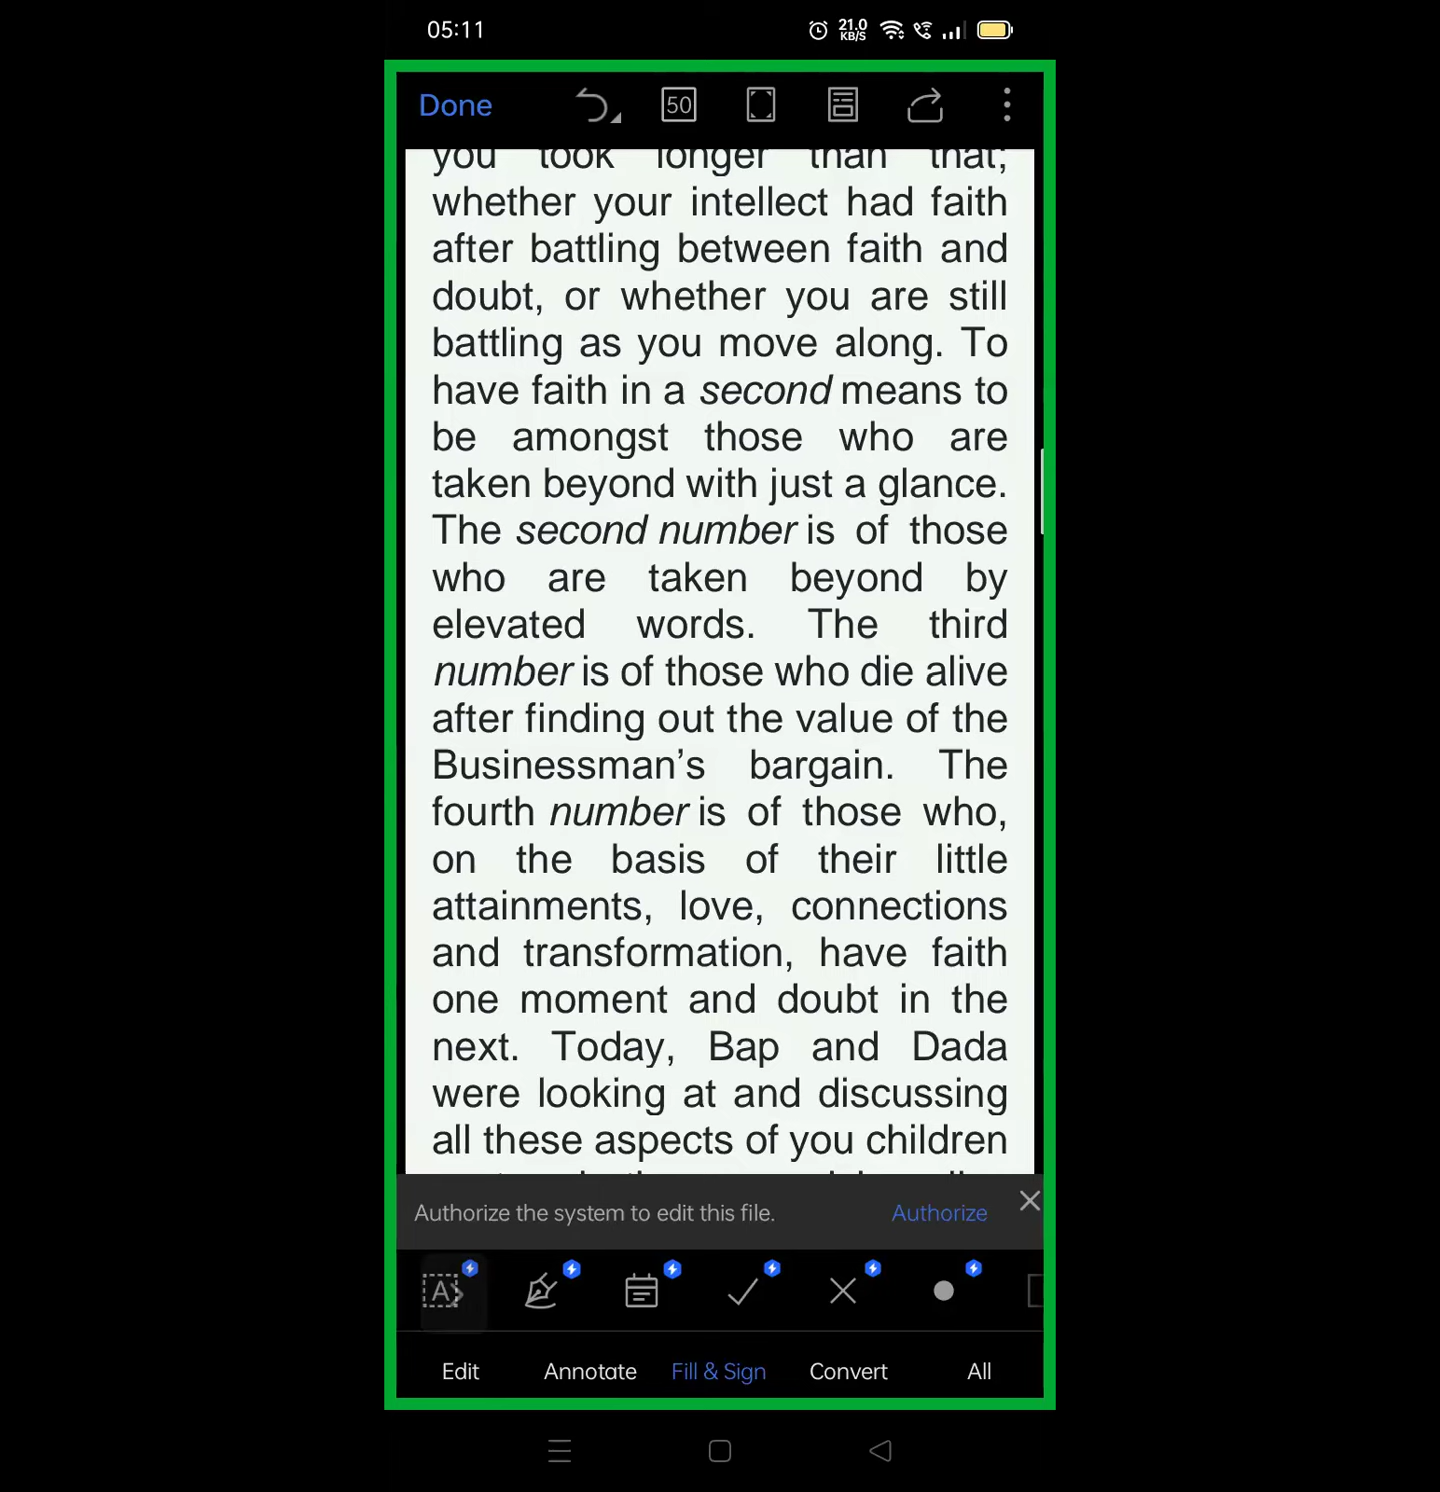 05:11
21.0
KB/S
Done
50
you took longer than that;
whether your intellect had faith
after battling between faith and
doubt, or whether you are still
battling as you move along. To
have faith in a second means to
be amongst those who are
taken beyond with just a glance.
The second number is of those
who are taken beyond by
elevated words. The third
number is of those who die alive
after finding out the value of the
Businessman’s bargain. The
fourth number is of those who,
on the basis of their little
attainments, love, connections
and transformation, have faith
one moment and doubt in the
next. Today, Bap and Dada
were looking at and discussing
all these aspects of you children
Authorize the system to edit this file.
Authorize
A
Edit
Annotate
Fill & Sign
Convert
All